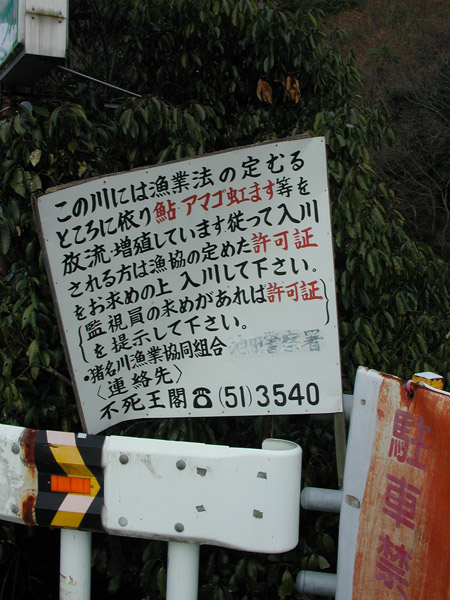 この川には漁業法の定むる
ところに依り鮎・アマゴ虹ます等を
放流・増殖しています従って入川
される方は漁協の定めた許可証
をお求めの上 入川して下さい。
監視員の求めがあれば許可証
を提示して下さい。
・猪名川漁業協同組合 池田警察署
〈連絡先〉
不死王閣☎(51)3540
駐車禁